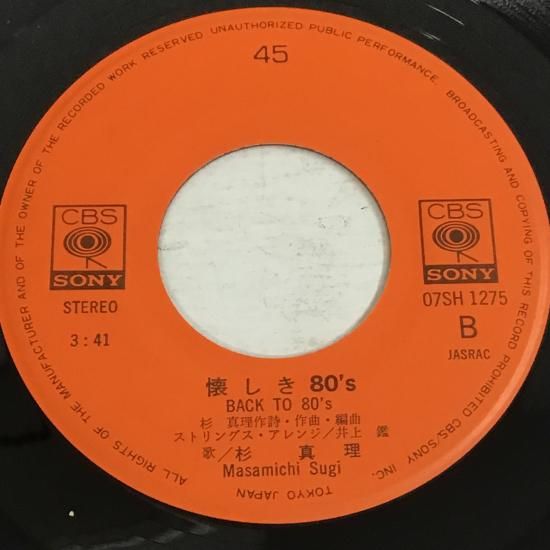 ALL RIGHTS OF THE MANUFACTURER AND OF THE OWNER OF THE RECORDED WORK RESERVED UNAUTHORIZED PUBLIC PERFORMANCE, BROADCASTING AND COPYING OF THIS RECORD PROHIBITED CBS/SONY INC. TOKYO JAPAN
45
CBS
SONY
STEREO
3:41
CBS
SONY
07SH 1275
B
JASRAC
懐しき 80's
BACK TO 80's
杉 真理作詩・作曲・編曲
ストリングス・アレンジ/井上 鑑
歌/杉 真 理
Masamichi Sugi